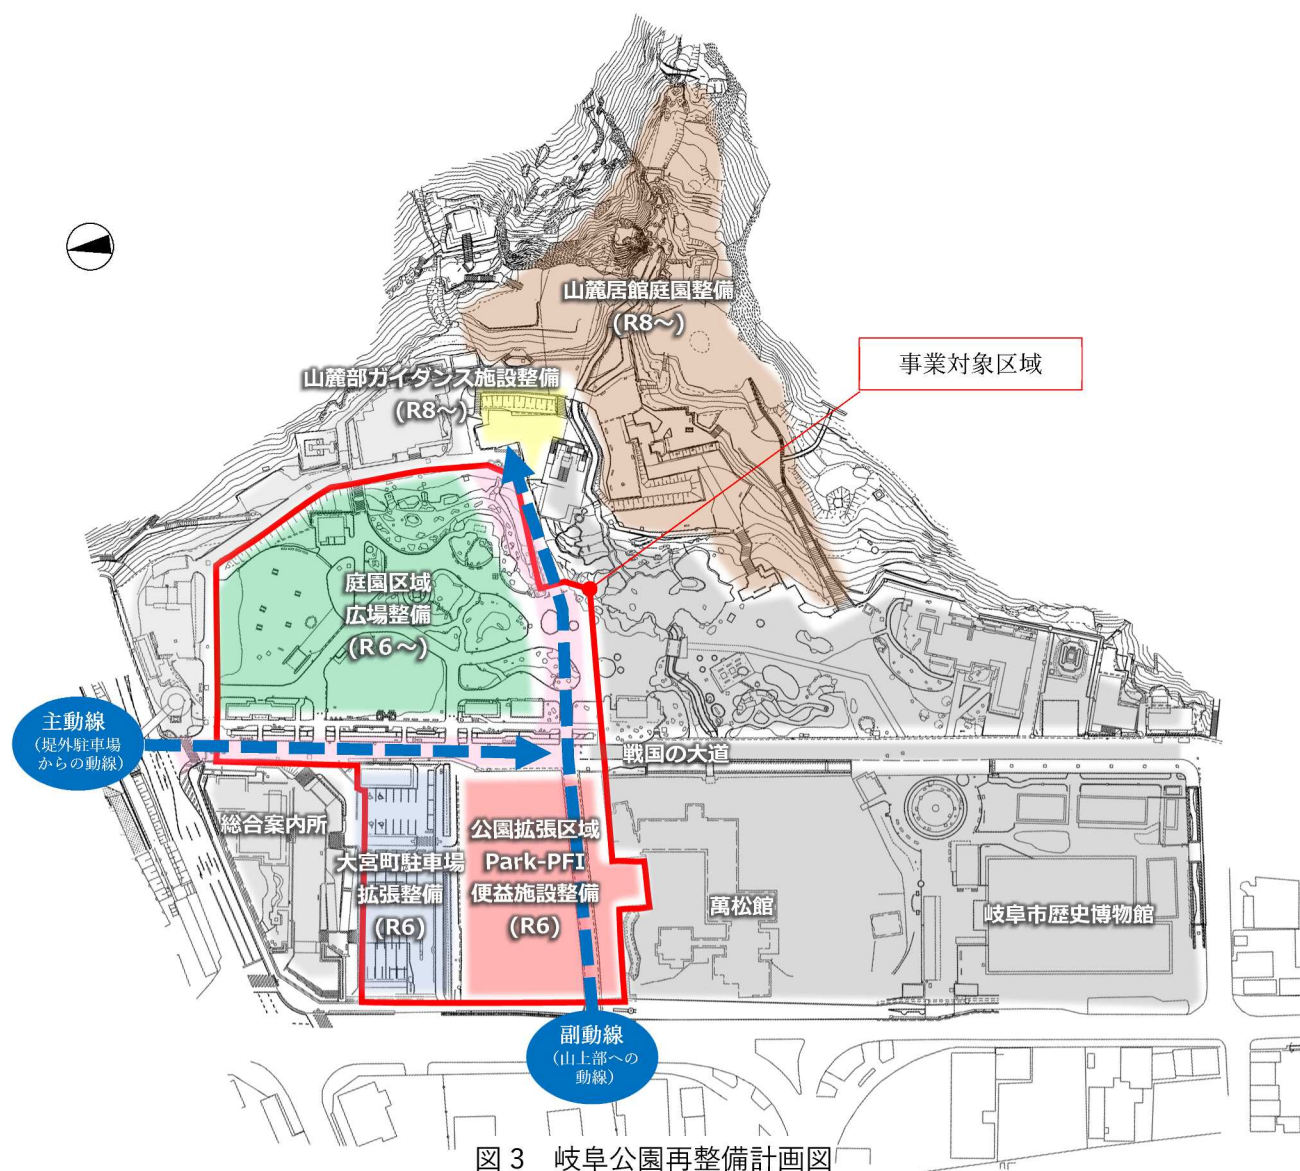 山麓居館庭園整備
(R8～)
事業対象区域
山麓部ガイダンス施設整備
(R8～)
庭園区域
広場整備
(R６～)
主動線
(堤外駐車場
からの動線)
戦国の大道
総合案内所
大宮町駐車場
拡張整備
(R6)
公園拡張区域
Park-PFI
便益施設整備
(R6)
萬松館
岐阜市歴史博物館
副動線
(山上部への
動線)
図３　岐阜公園再整備計画図